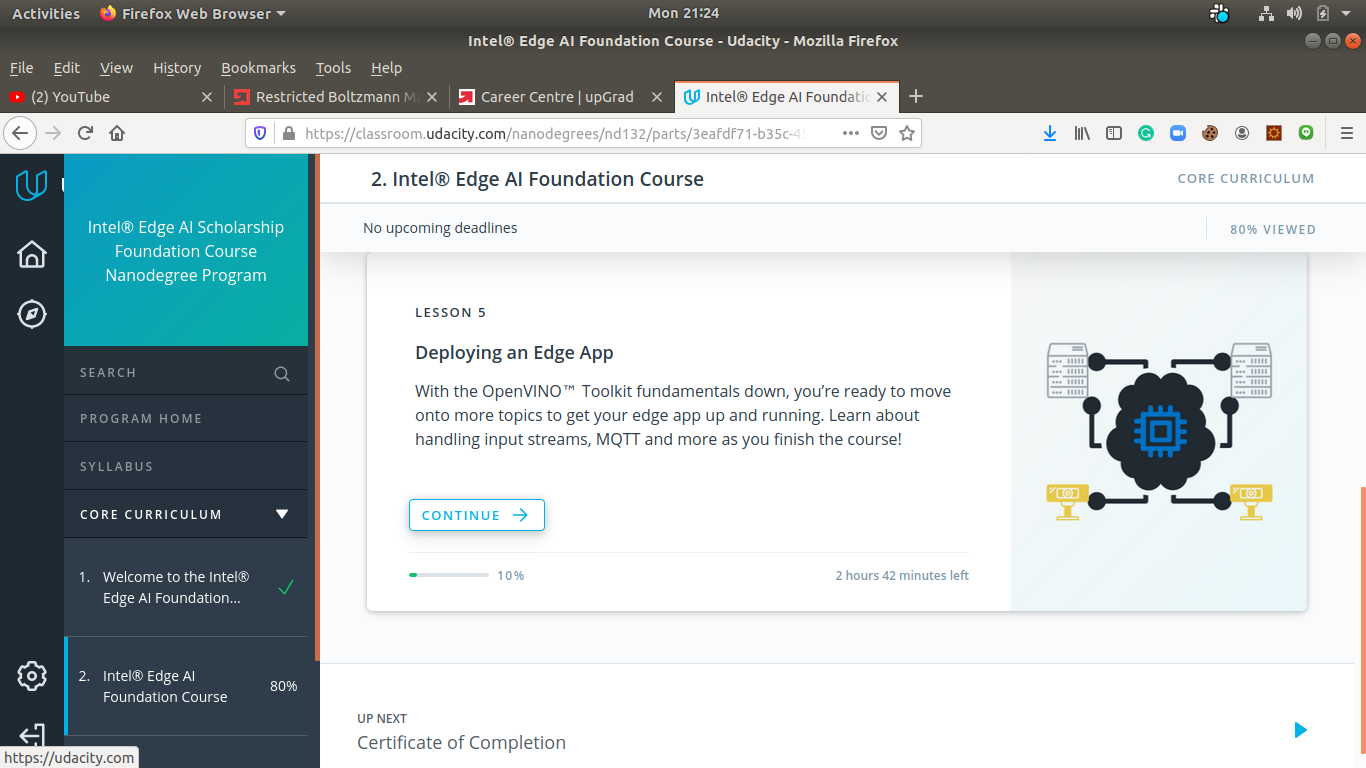 Activities
Firefox Web Browser
Mon 21:24
Intel® Edge AI Foundation Course - Udacity - Mozilla Firefox
File Edit View History Bookmarks Tools Help
(2) YouTube
Restricted Boltzmann
Career Centre | upGrad
Intel® Edge AI Foundatio
https://classroom.udacity.com/nanodegrees/nd132/parts/3eafdf71-b35c-4
Intel® Edge AI Scholarship
Foundation Course
Nanodegree Program
SEARCH
PROGRAM HOME
SYLLABUS
CORE CURRICULUM
1. Welcome to the Intel®
Edge AI Foundation...
2. Intel® Edge AI
Foundation Course
80%
https://udacity.com
2. Intel® Edge AI Foundation Course
CORE CURRICULUM
No upcoming deadlines
80% VIEWED
LESSON 5
Deploying an Edge App
With the OpenVINO™ Toolkit fundamentals down, you’re ready to move
onto more topics to get your edge app up and running. Learn about
handling input streams, MQTT and more as you finish the course!
CONTINUE
10%
2 hours 42 minutes left
UP NEXT
Certificate of Completion